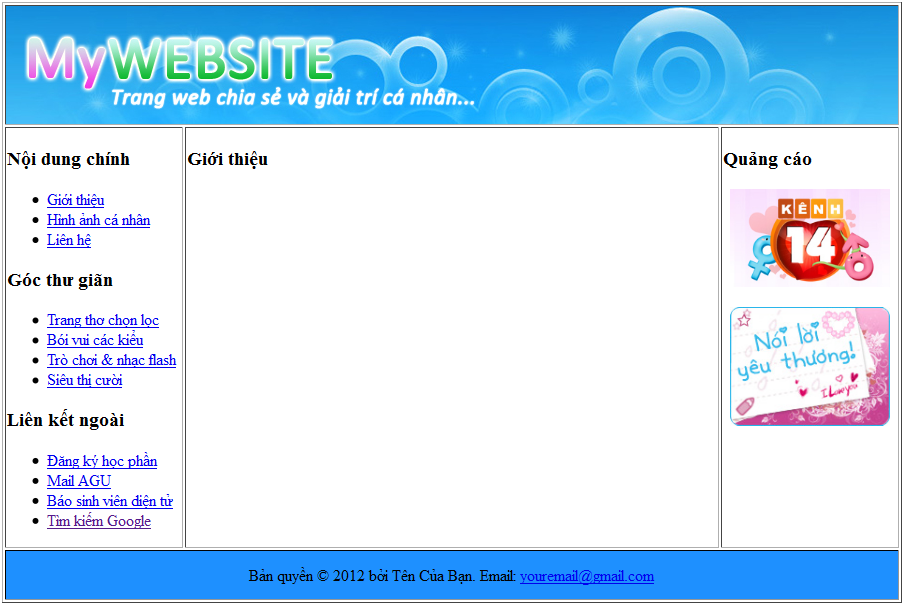 MyWEBSITE
Trang web chia sẻ và giải trí cá nhân...
Nội dung chính
Giới thiệu
Hình ảnh cá nhân
Liên hệ
Góc thư giãn
Trang thơ chọn lọc
Bói vui các kiểu
Trò chơi & nhạc flash
Siêu thị cười
Liên kết ngoài
Đăng ký học phần
Mail AGU
Báo sinh viên điện tử
Tìm kiếm Google
Giới thiệu
Quảng cáo
KÊNH
14
Nói lời
yêu thương!
I Love you
Bản quyền © 2012 bởi Tên Của Bạn. Email: youremail@gmail.com